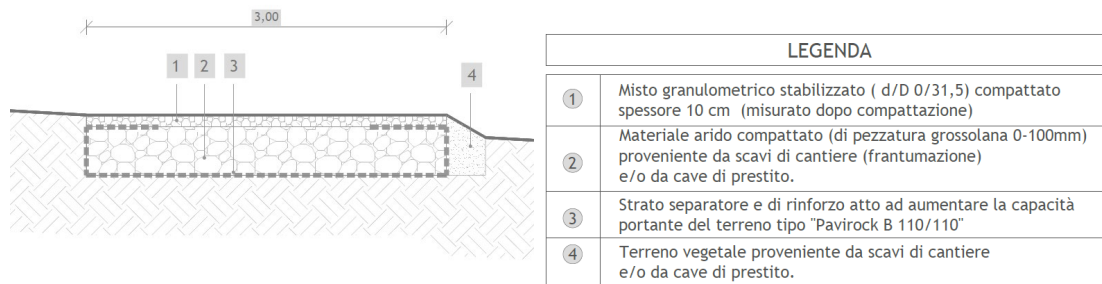 3,00
1
2
3
4
LEGENDA
1
Misto granulometrico stabilizzato ( d/D 0/31,5) compattato
spessore 10 cm (misurato dopo compattazione)
2
Materiale arido compattato (di pezzatura grossolana 0-100mm)
proveniente da scavi di cantiere (frantumazione)
e/o da cave di prestito.
3
Strato separatore e di rinforzo atto ad aumentare la capacità
portante del terreno tipo "Pavirock B 110/110"
4
Terreno vegetale proveniente da scavi di cantiere
e/o da cave di prestito.